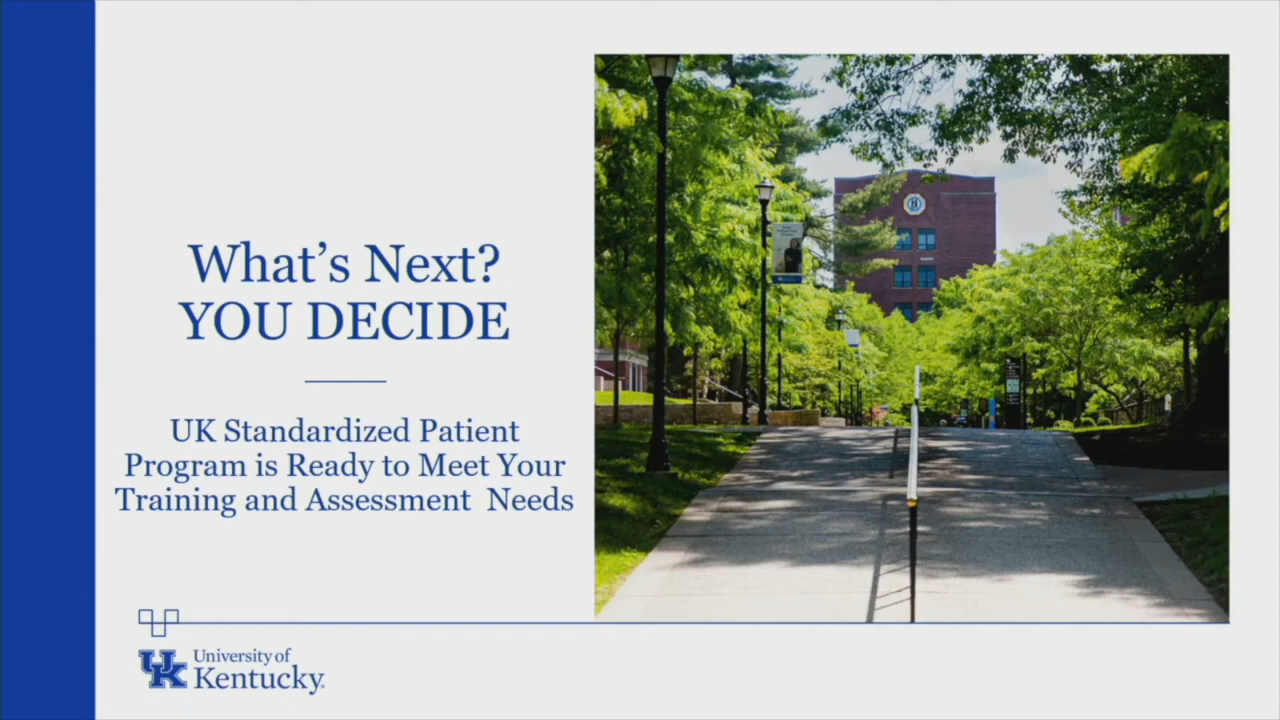 What's Next?
YOU DECIDE
UK Standardized Patient
Program is Ready to Meet Your
Training and Assessment Needs
UK
University of
Kentucky